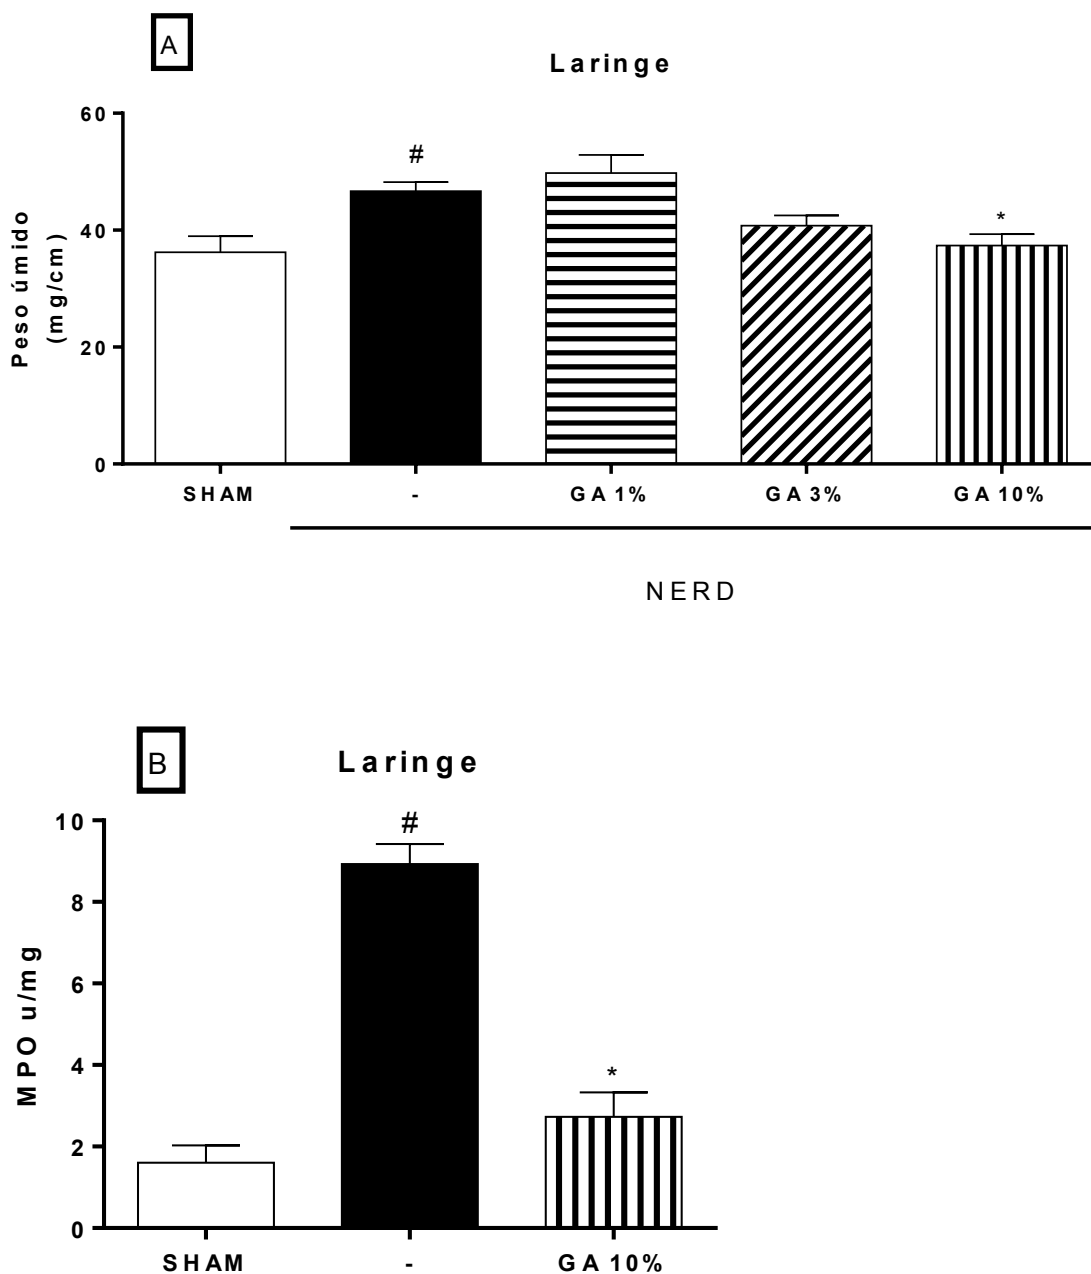 A
Laringe
60
40
20
0
Peso úmido
(mg/cm)
#
*
SHAM - GA 1% GA 3% GA 10%
NERD
B
Laringe
10
8
6
4
2
0
MPO u/mg
#
*
SHAM - GA 10%